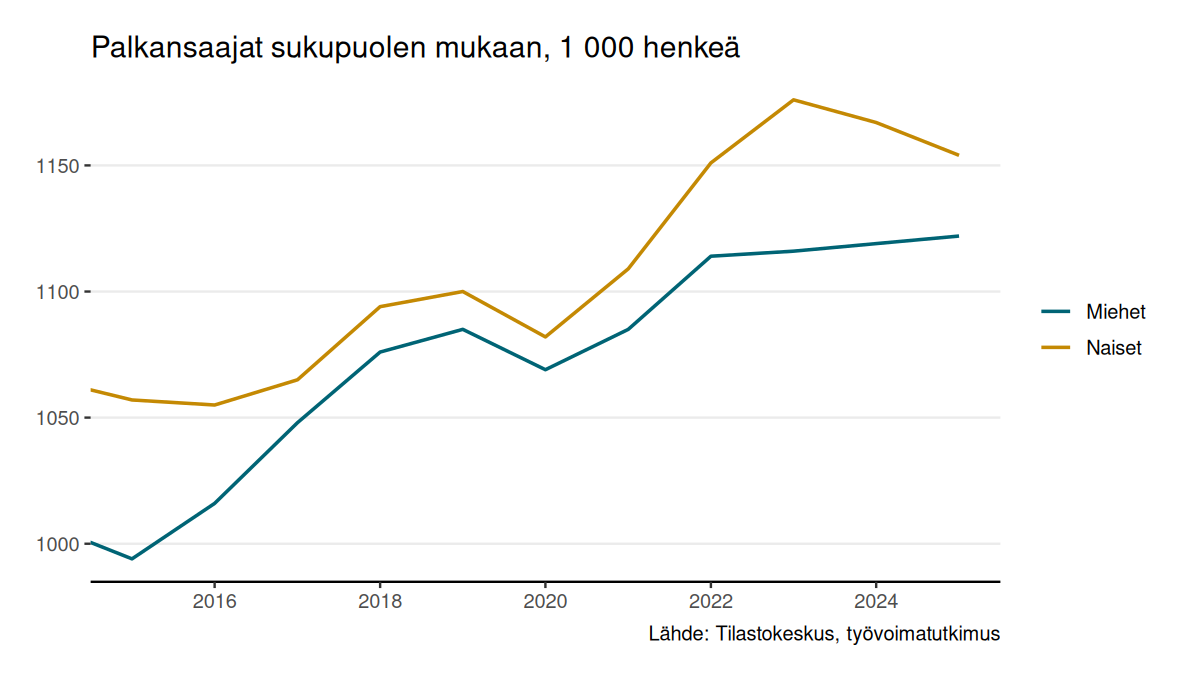 Palkansaajat sukupuolen mukaan, 1 000 henkeä
1150
1100
1050
1000
Miehet
Naiset
2016 2018 2020 2022 2024
Lähde: Tilastokeskus, työvoimatutkimus